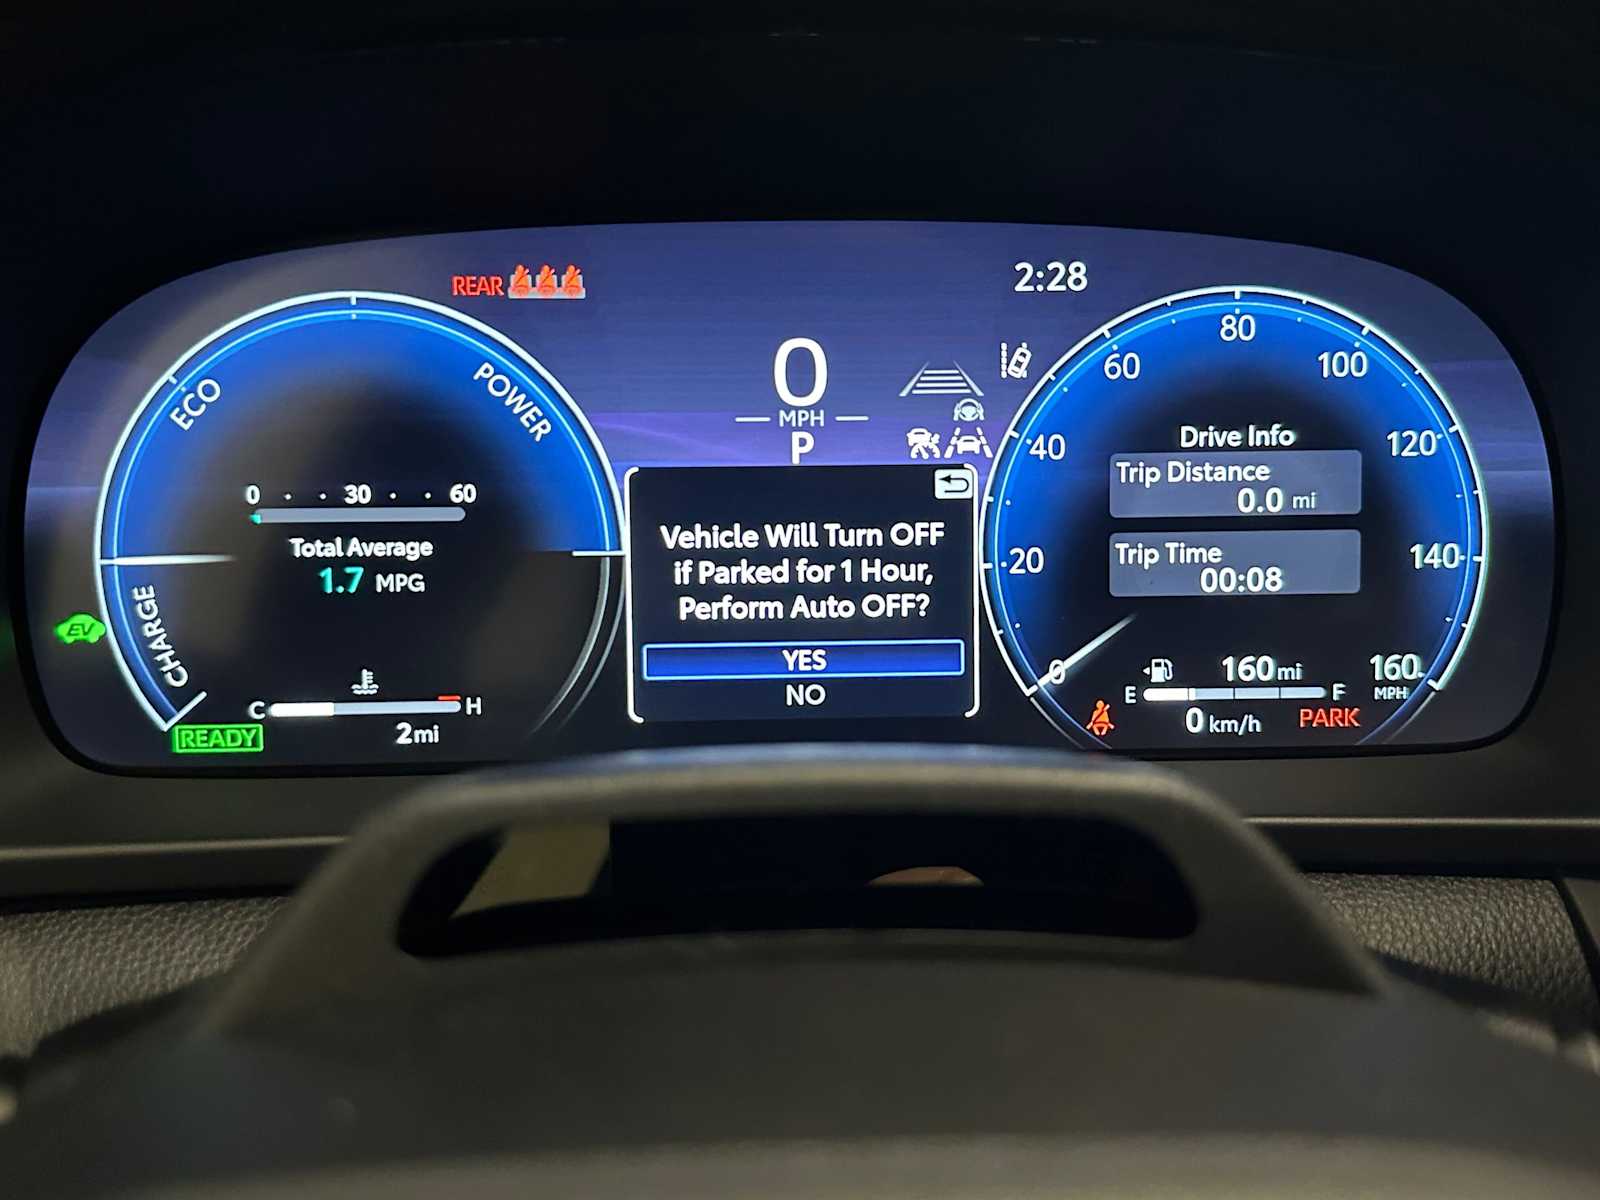 REAR
2:28
ECO
POWER
CHARGE
0 30 60
Total Average
1.7 MPG
EV
C H
2mi
READY
0
MPH
P
Vehicle Will Turn OFF
if Parked for 1 Hour,
Perform Auto OFF?
YES
NO
0
20
40
60
80
100
120
140
160
MPH
Drive Info
Trip Distance
0.0 mi
Trip Time
00:08
160 mi
E F
0 km/h
PARK